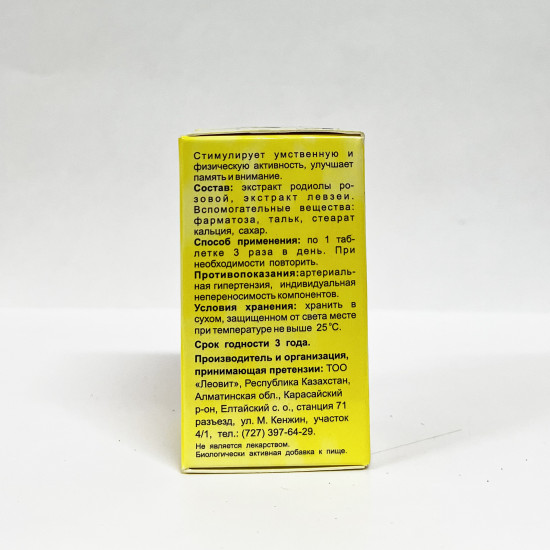 Стимулирует умственную и
физическую активность, улучшает
память и внимание.
Состав: экстракт родиолы ро-
зовой, экстракт левзеи.
Вспомогательные вещества:
фарматоза, тальк, стеарат
кальция, сахар.
Способ применения: по 1 таб-
летке 3 раза в день. При
необходимости повторить.
Противопоказания:артериаль-
ная гипертензия, индивидуальная
непереносимость компонентов.
Условия хранения: хранить в
сухом, защищенном от света месте
при температуре не выше 25°С.
Срок годности 3 года.
Производитель и организация,
принимающая претензии: ТОО
«Леовит», Республика Казахстан,
Алматинская обл., Карасайский
р-он, Елтайский с. о., станция 71
разъезд, ул. М. Кенжин, участок
4/1, тел.: (727) 397-64-29.
Не является лекарством.
Биологически активная добавка к пище.